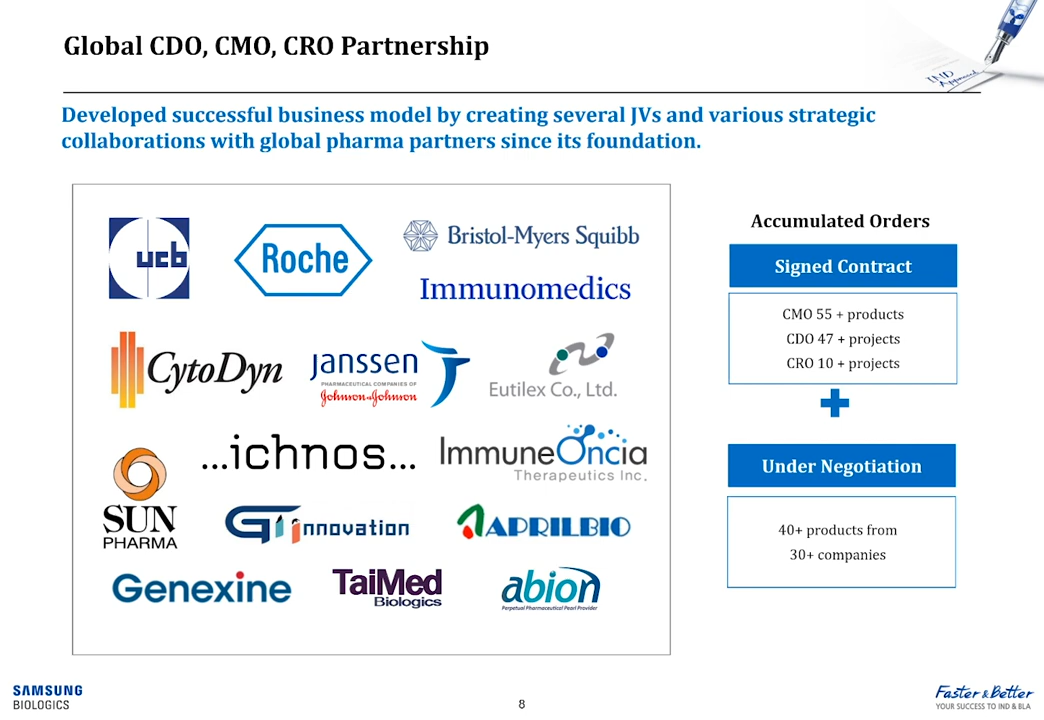 Global CDO, CMO, CRO Partnership
IND
Approved
Developed successful business model by creating several JVs and various strategic
collaborations with global pharma partners since its foundation.
ucb
Roche
Bristol-Myers Squibb
Immunomedics
CytoDyn
janssen
PHARMACEUTICAL COMPANIES OF
Johnson & Johnson
Eutilex Co., Ltd.
...ichnos...
ImmuneOncia
Therapeutics Inc.
SUN
PHARMA
GI innovation
APRILBIO
Genexine
TaiMed
Biologics
abion
Perpetual Pharmaceutical Pearl Provider
Accumulated Orders
Signed Contract
CMO 55 + products
CDO 47 + projects
CRO 10 + projects
Under Negotiation
40+ products from
30+ companies
SAMSUNG
BIOLOGICS
8
Faster & Better
YOUR SUCCESS TO IND & BLA